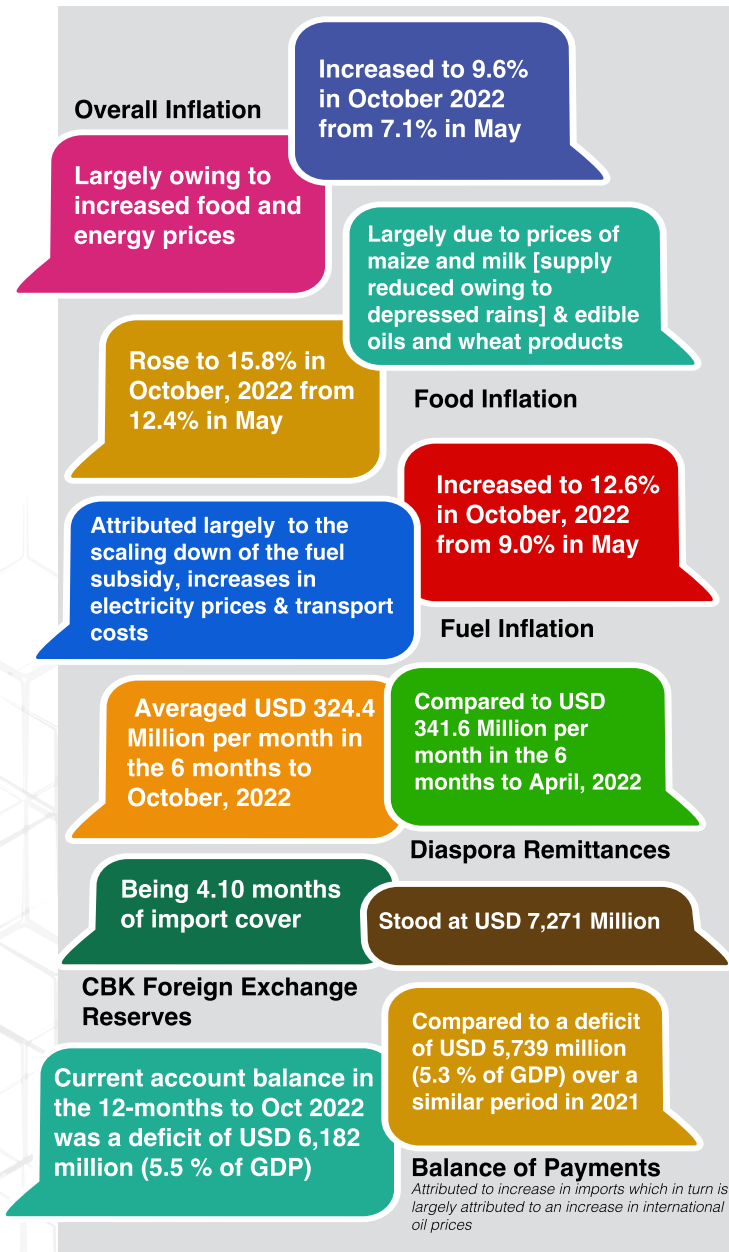 Overall Inflation
Increased to 9.6%
in October 2022
from 7.1% in May
Largely owing to
increased food and
energy prices
Largely due to prices of
maize and milk [supply
reduced owing to
depressed rains] & edible
oils and wheat products
Rose to 15.8% in
October, 2022 from
12.4% in May
Food Inflation
Increased to 12.6%
in October, 2022
from 9.0% in May
Attributed largely to the
scaling down of the fuel
subsidy, increases in
electricity prices & transport
costs
Fuel Inflation
Averaged USD 324.4
Million per month in
the 6 months to
October, 2022
Compared to USD
341.6 Million per
month in the 6
months to April, 2022
Diaspora Remittances
Being 4.10 months
of import cover
Stood at USD 7,271 Million
CBK Foreign Exchange
Reserves
Compared to a deficit
of USD 5,739 million
(5.3 % of GDP) over a
similar period in 2021
Current account balance in
the 12-months to Oct 2022
was a deficit of USD 6,182
million (5.5 % of GDP)
Balance of Payments
Attributed to increase in imports which in turn is
largely attributed to an increase in international
oil prices